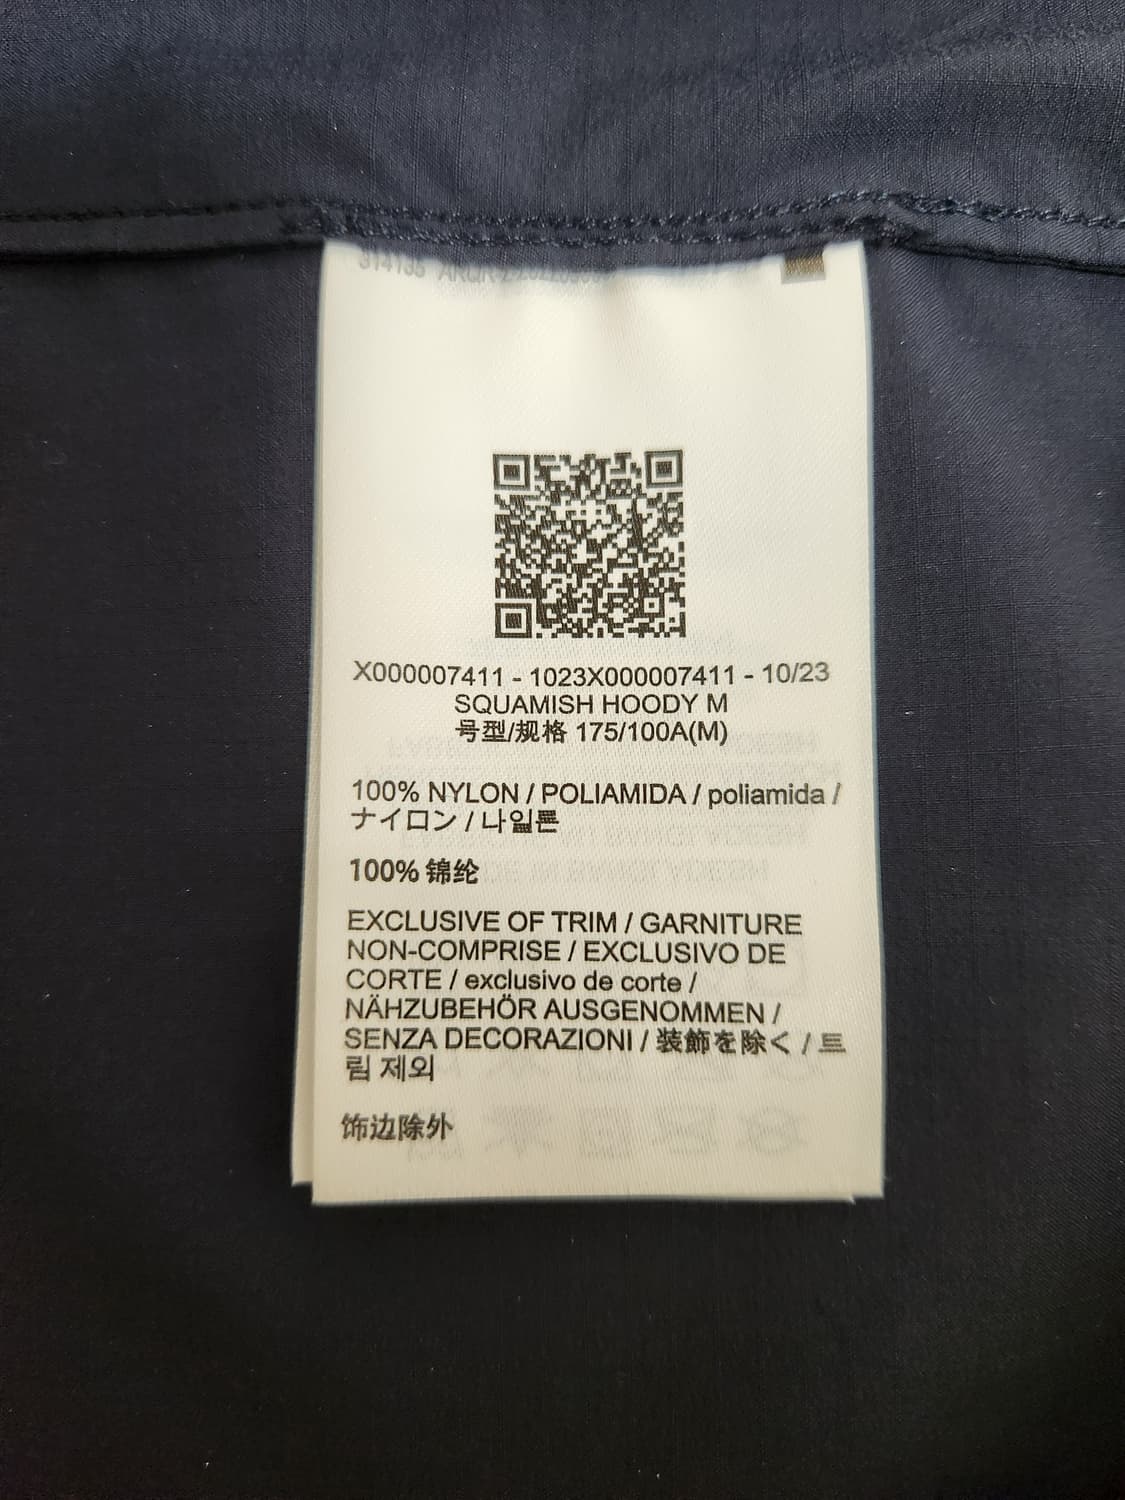 314135
X000007411 - 1023X000007411 - 10/23
SQUAMISH HOODY M
号型/规格 175/100A(M)
100% NYLON / POLIAMIDA / poliamida /
ナイロン / 나일론
100% 锦纶
EXCLUSIVE OF TRIM / GARNITURE
NON-COMPRISE / EXCLUSIVO DE
CORTE / exclusivo de corte /
NÄHZUBEHÖR AUSGENOMMEN /
SENZA DECORAZIONI / 装飾を除く / 트
림 제외
饰边除外